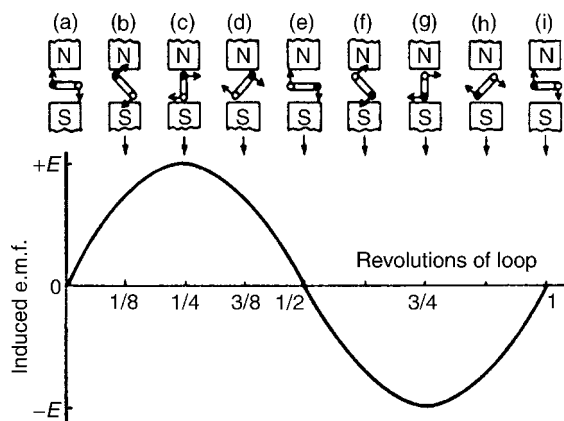 (a) (b) (c) (d) (e) (f) (g) (h) (i)
N N N N N N N N N
S S S S S S S S S
+E
Revolutions of loop
0
1/8 1/4 3/8 1/2 3/4 1
Induced e.m.f.
−E